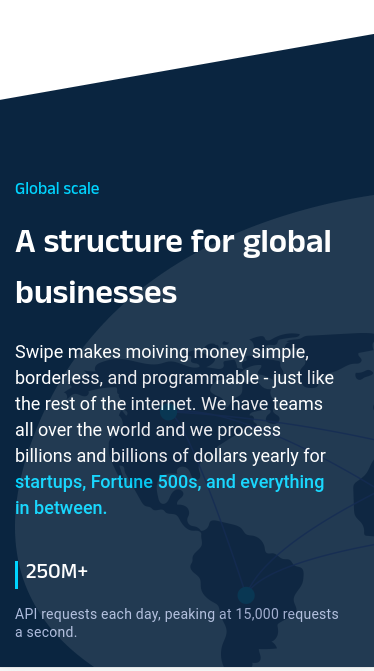 Global scale
A structure for global
businesses
Swipe makes moiving money simple,
borderless, and programmable - just like
the rest of the internet. We have teams
all over the world and we process
billions and billions of dollars yearly for
startups, Fortune 500s, and everything
in between.
250M+
API requests each day, peaking at 15,000 requests
a second.